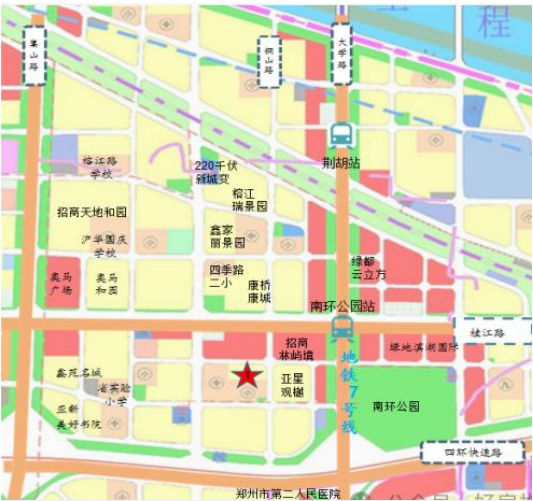 程
嵩
山
路
桐
山
路
大
学
路
荆胡站
榕江路
学校
220千伏
新城变
榕江
瑞景园
招商天地和园
沪华国庆
学校
鑫家
丽景园
绿都
云立方
奥马
广场
奥马
和园
四季路
二小
康桥
康城
南环公园站
桂江路
招商
林屿境
绿地滨湖国际
地
铁
7
号
线
鑫苑名城
省实验
小学
亚星
观樾
亚新
美好书院
南环公园
四环快速路
郑州市第二人民医院